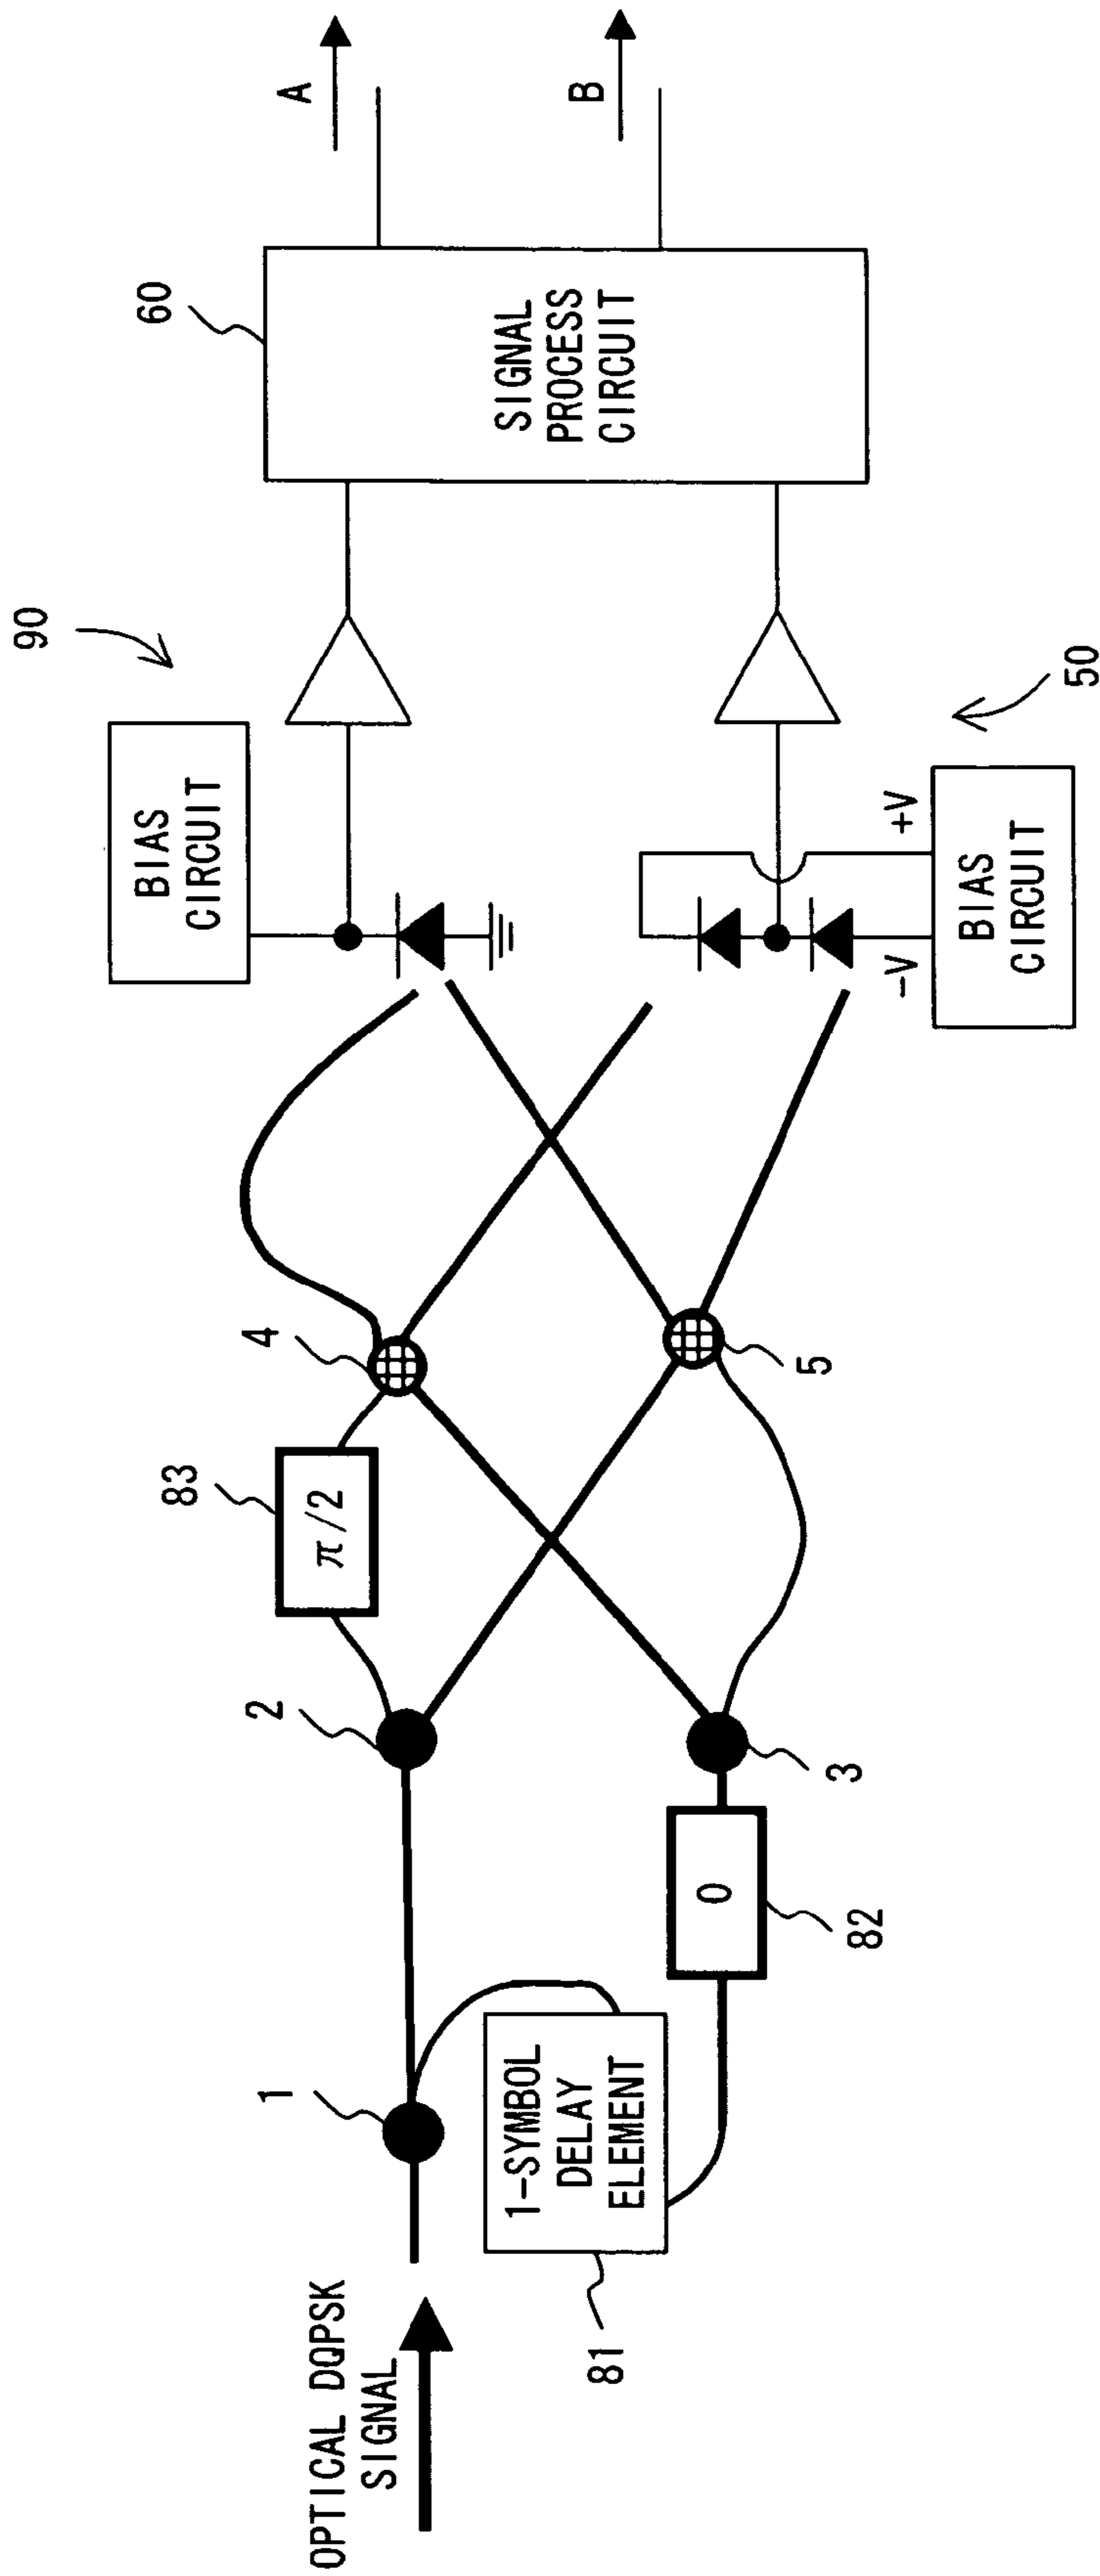 OPTICAL DQPSK
SIGNAL
1
1-SYMBOL
DELAY
ELEMENT
81
0
82
2
3
π/2
83
4
5
BIAS
CIRCUIT
90
-V
+V
BIAS
CIRCUIT
50
60
SIGNAL
PROCESS
CIRCUIT
A
B